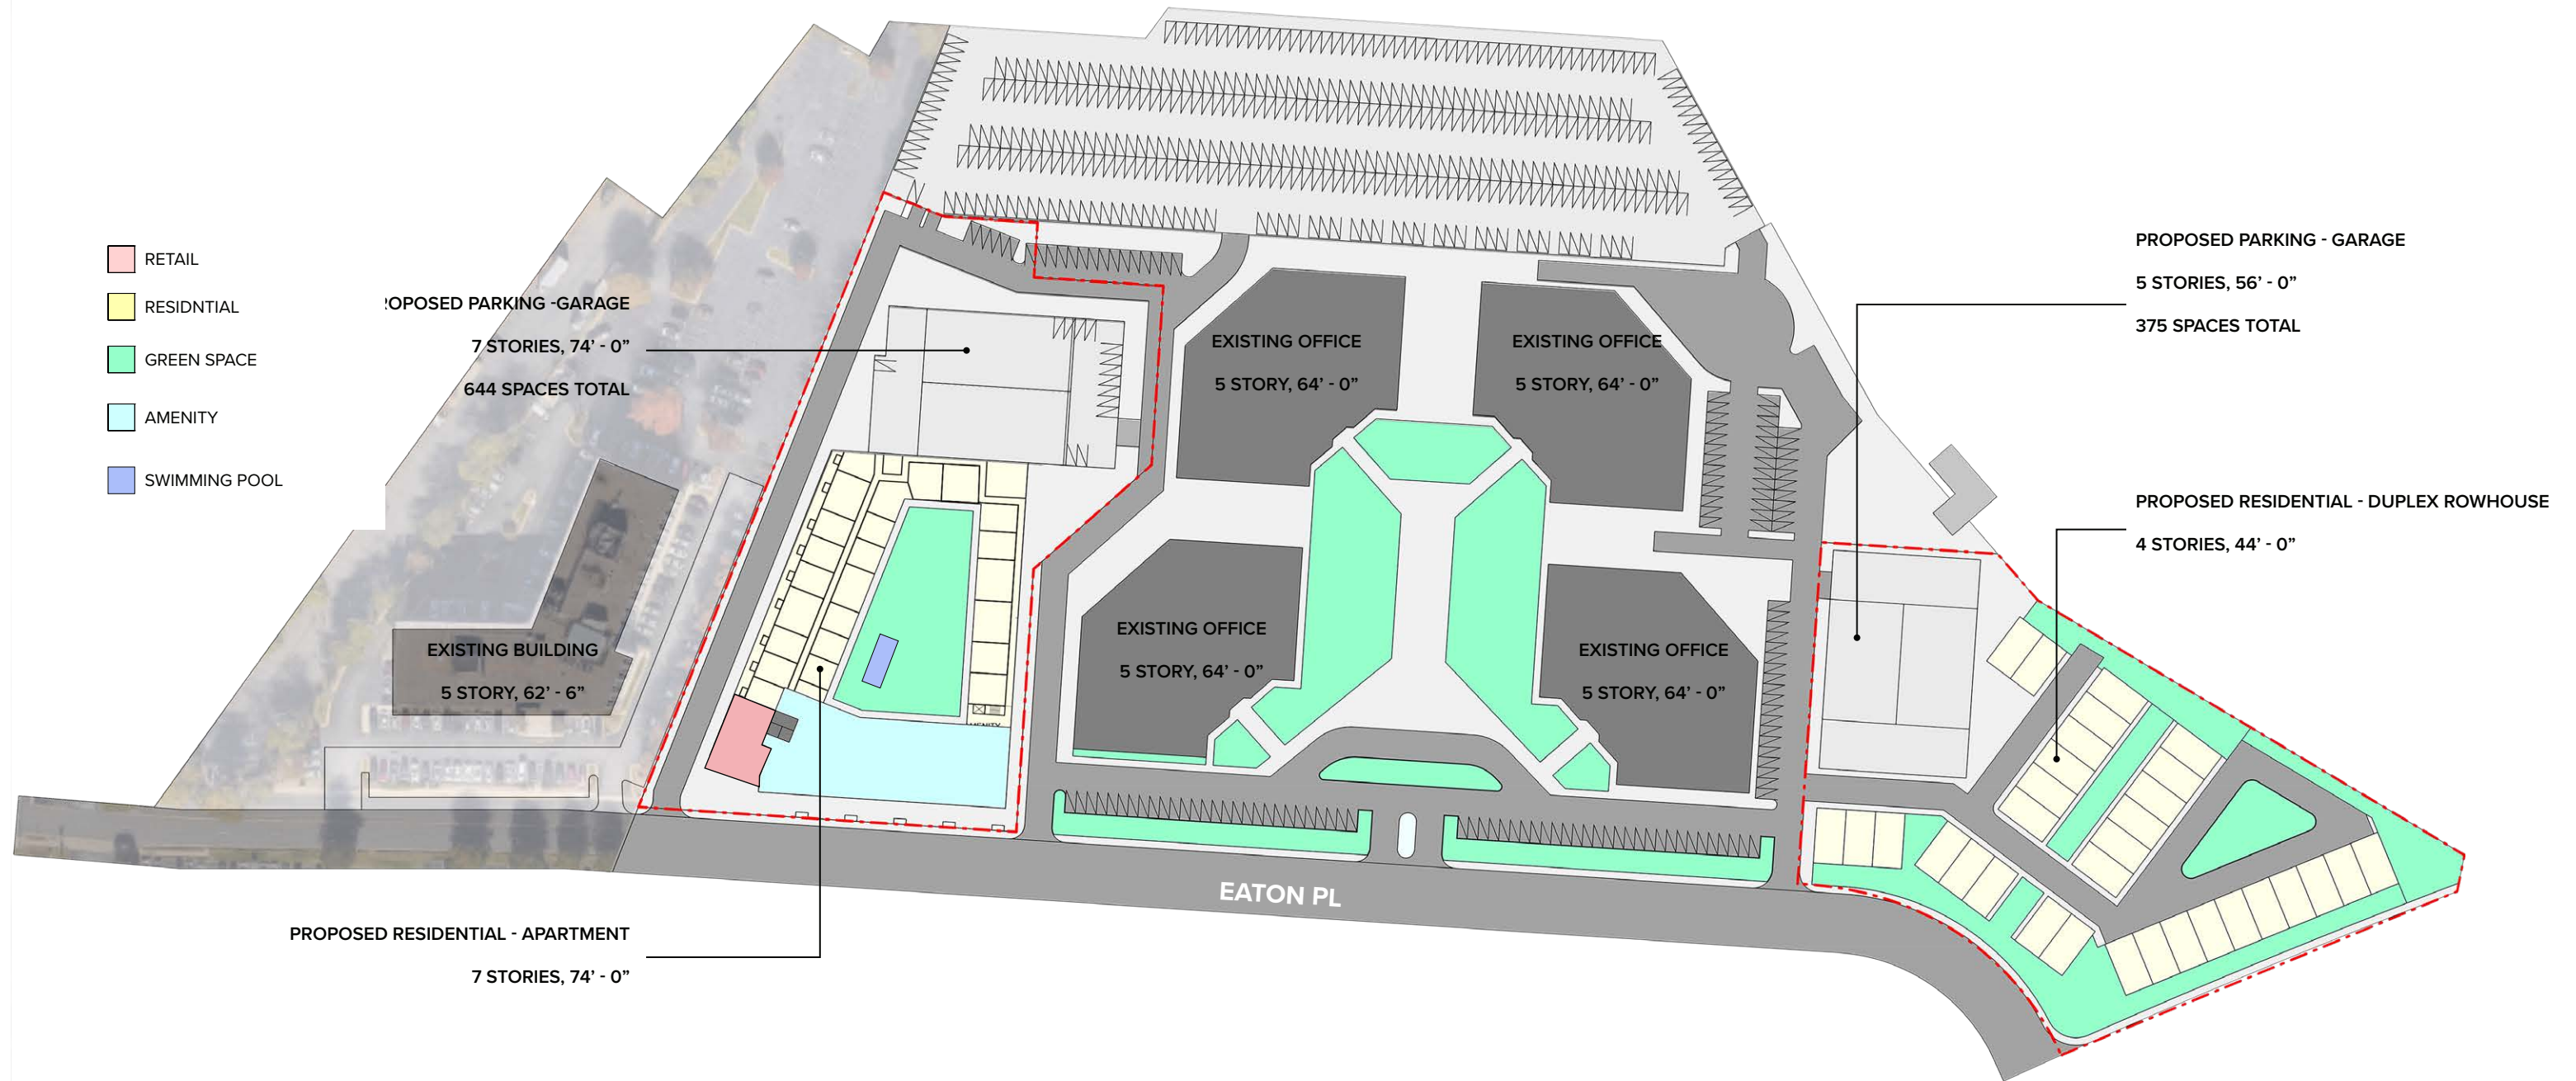 RETAIL
RESIDNTIAL
GREEN SPACE
AMENITY
SWIMMING POOL
ROPOSED PARKING -GARAGE
7 STORIES, 74’ - 0”
644 SPACES TOTAL
EXISTING BUILDING
5 STORY, 62’ - 6”
PROPOSED RESIDENTIAL - APARTMENT
7 STORIES, 74’ - 0”
EXISTING OFFICE
5 STORY, 64’ - 0”
EXISTING OFFICE
5 STORY, 64’ - 0”
EXISTING OFFICE
5 STORY, 64’ - 0”
EXISTING OFFICE
5 STORY, 64’ - 0”
EATON PL
PROPOSED PARKING - GARAGE
5 STORIES, 56’ - 0”
375 SPACES TOTAL
PROPOSED RESIDENTIAL - DUPLEX ROWHOUSE
4 STORIES, 44’ - 0”